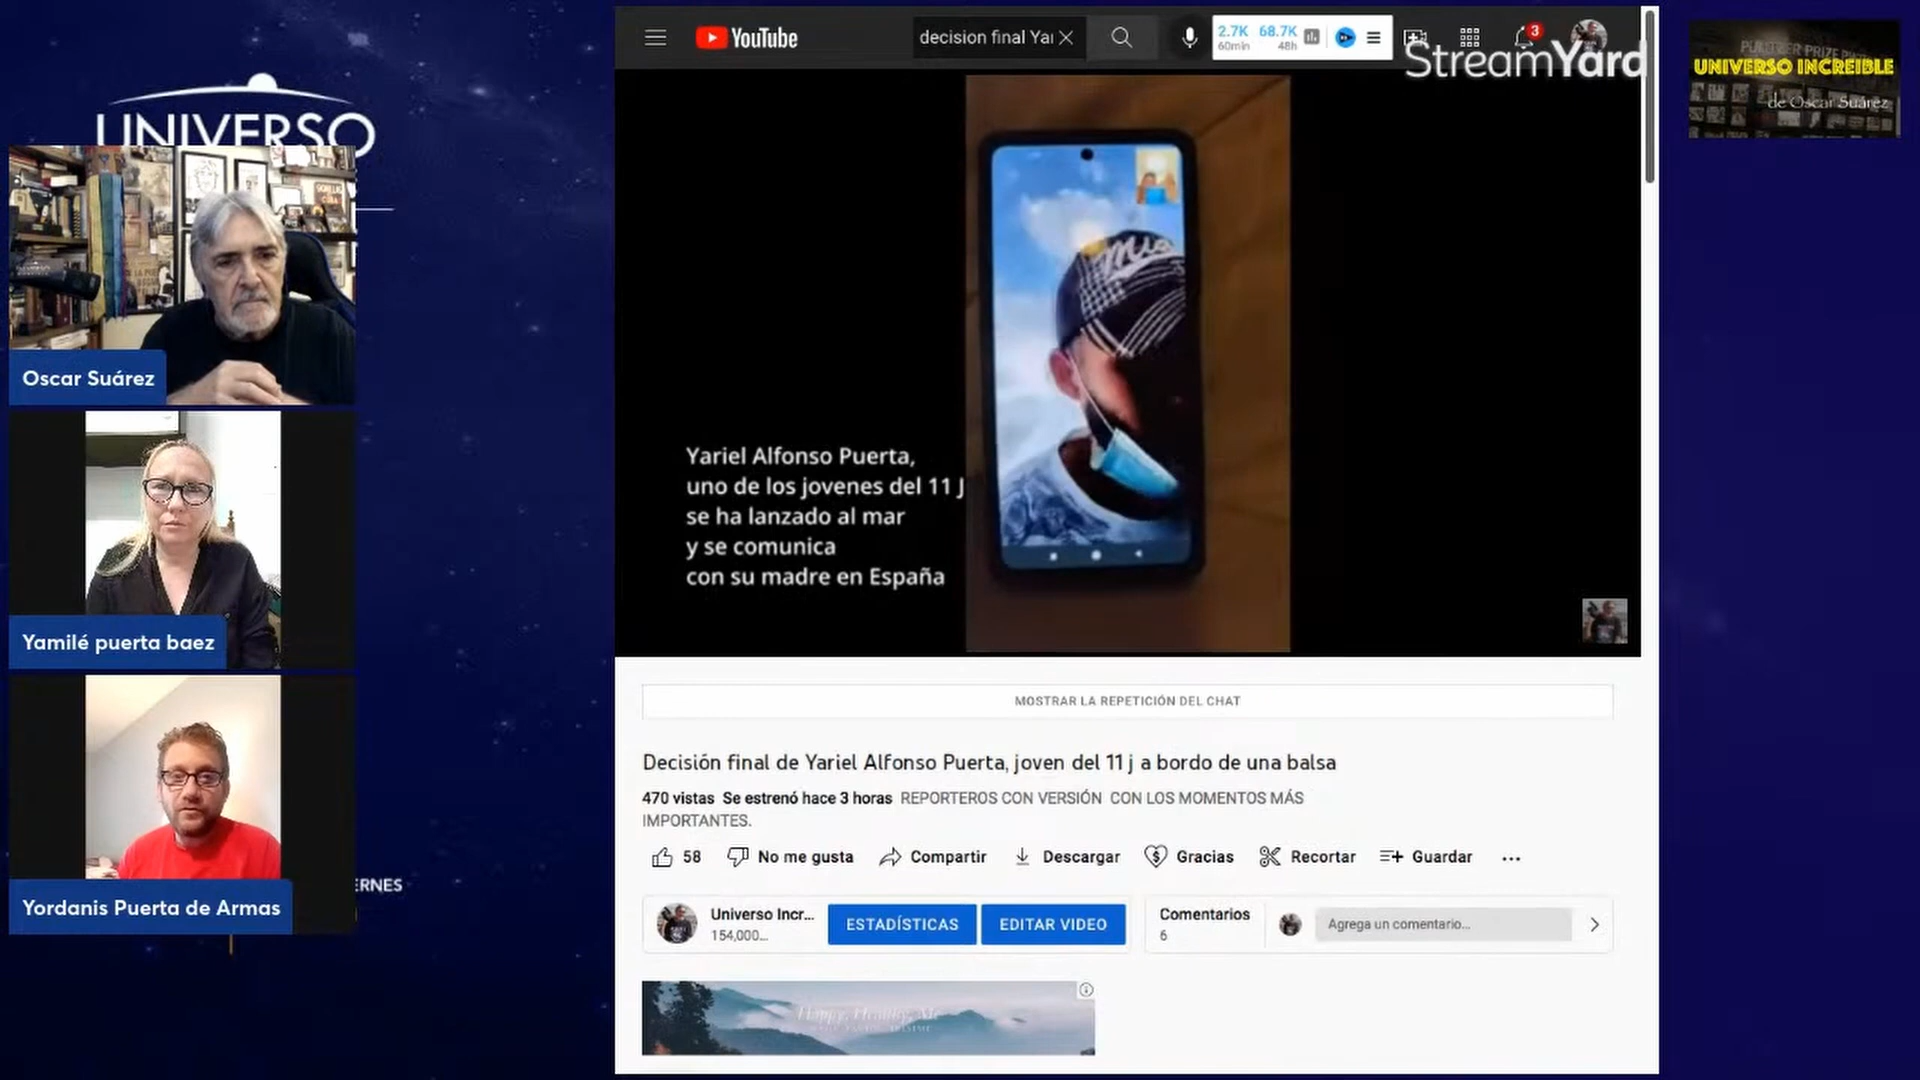 UNIVERSO
Oscar Suárez
Yamilé puerta baez
ERNES
Yordanis Puerta de Armas
YouTube
decision final Yar
2.7K 68.7K
60min 48h
3
StreamYard
UNIVERSO INCREIBLE
de Oscar Suárez
Yariel Alfonso Puerta,
uno de los jovenes del 11 J
se ha lanzado al mar
y se comunica
con su madre en España
MOSTRAR LA REPETICIÓN DEL CHAT
Decisión final de Yariel Alfonso Puerta, joven del 11 j a bordo de una balsa
470 vistas Se estrenó hace 3 horas REPORTEROS CON VERSIÓN CON LOS MOMENTOS MÁS
IMPORTANTES.
58 No me gusta Compartir Descargar Gracias Recortar Guardar ...
Universo Incr...
154,000...
ESTADÍSTICAS
EDITAR VIDEO
Comentarios
6
Agrega un comentario...
Happy, Healthy, Me